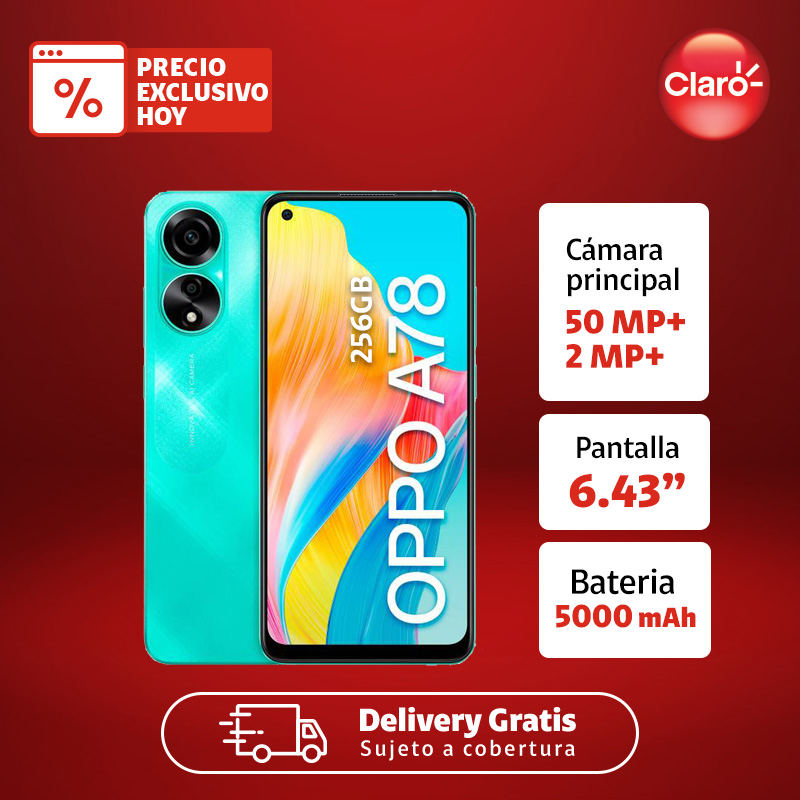 %
PRECIO
EXCLUSIVO
HOY
Claro
256GB
OPPO A78
Cámara
principal
50 MP+
2 MP+
Pantalla
6.43”
Bateria
5000 mAh
Delivery Gratis
Sujeto a cobertura